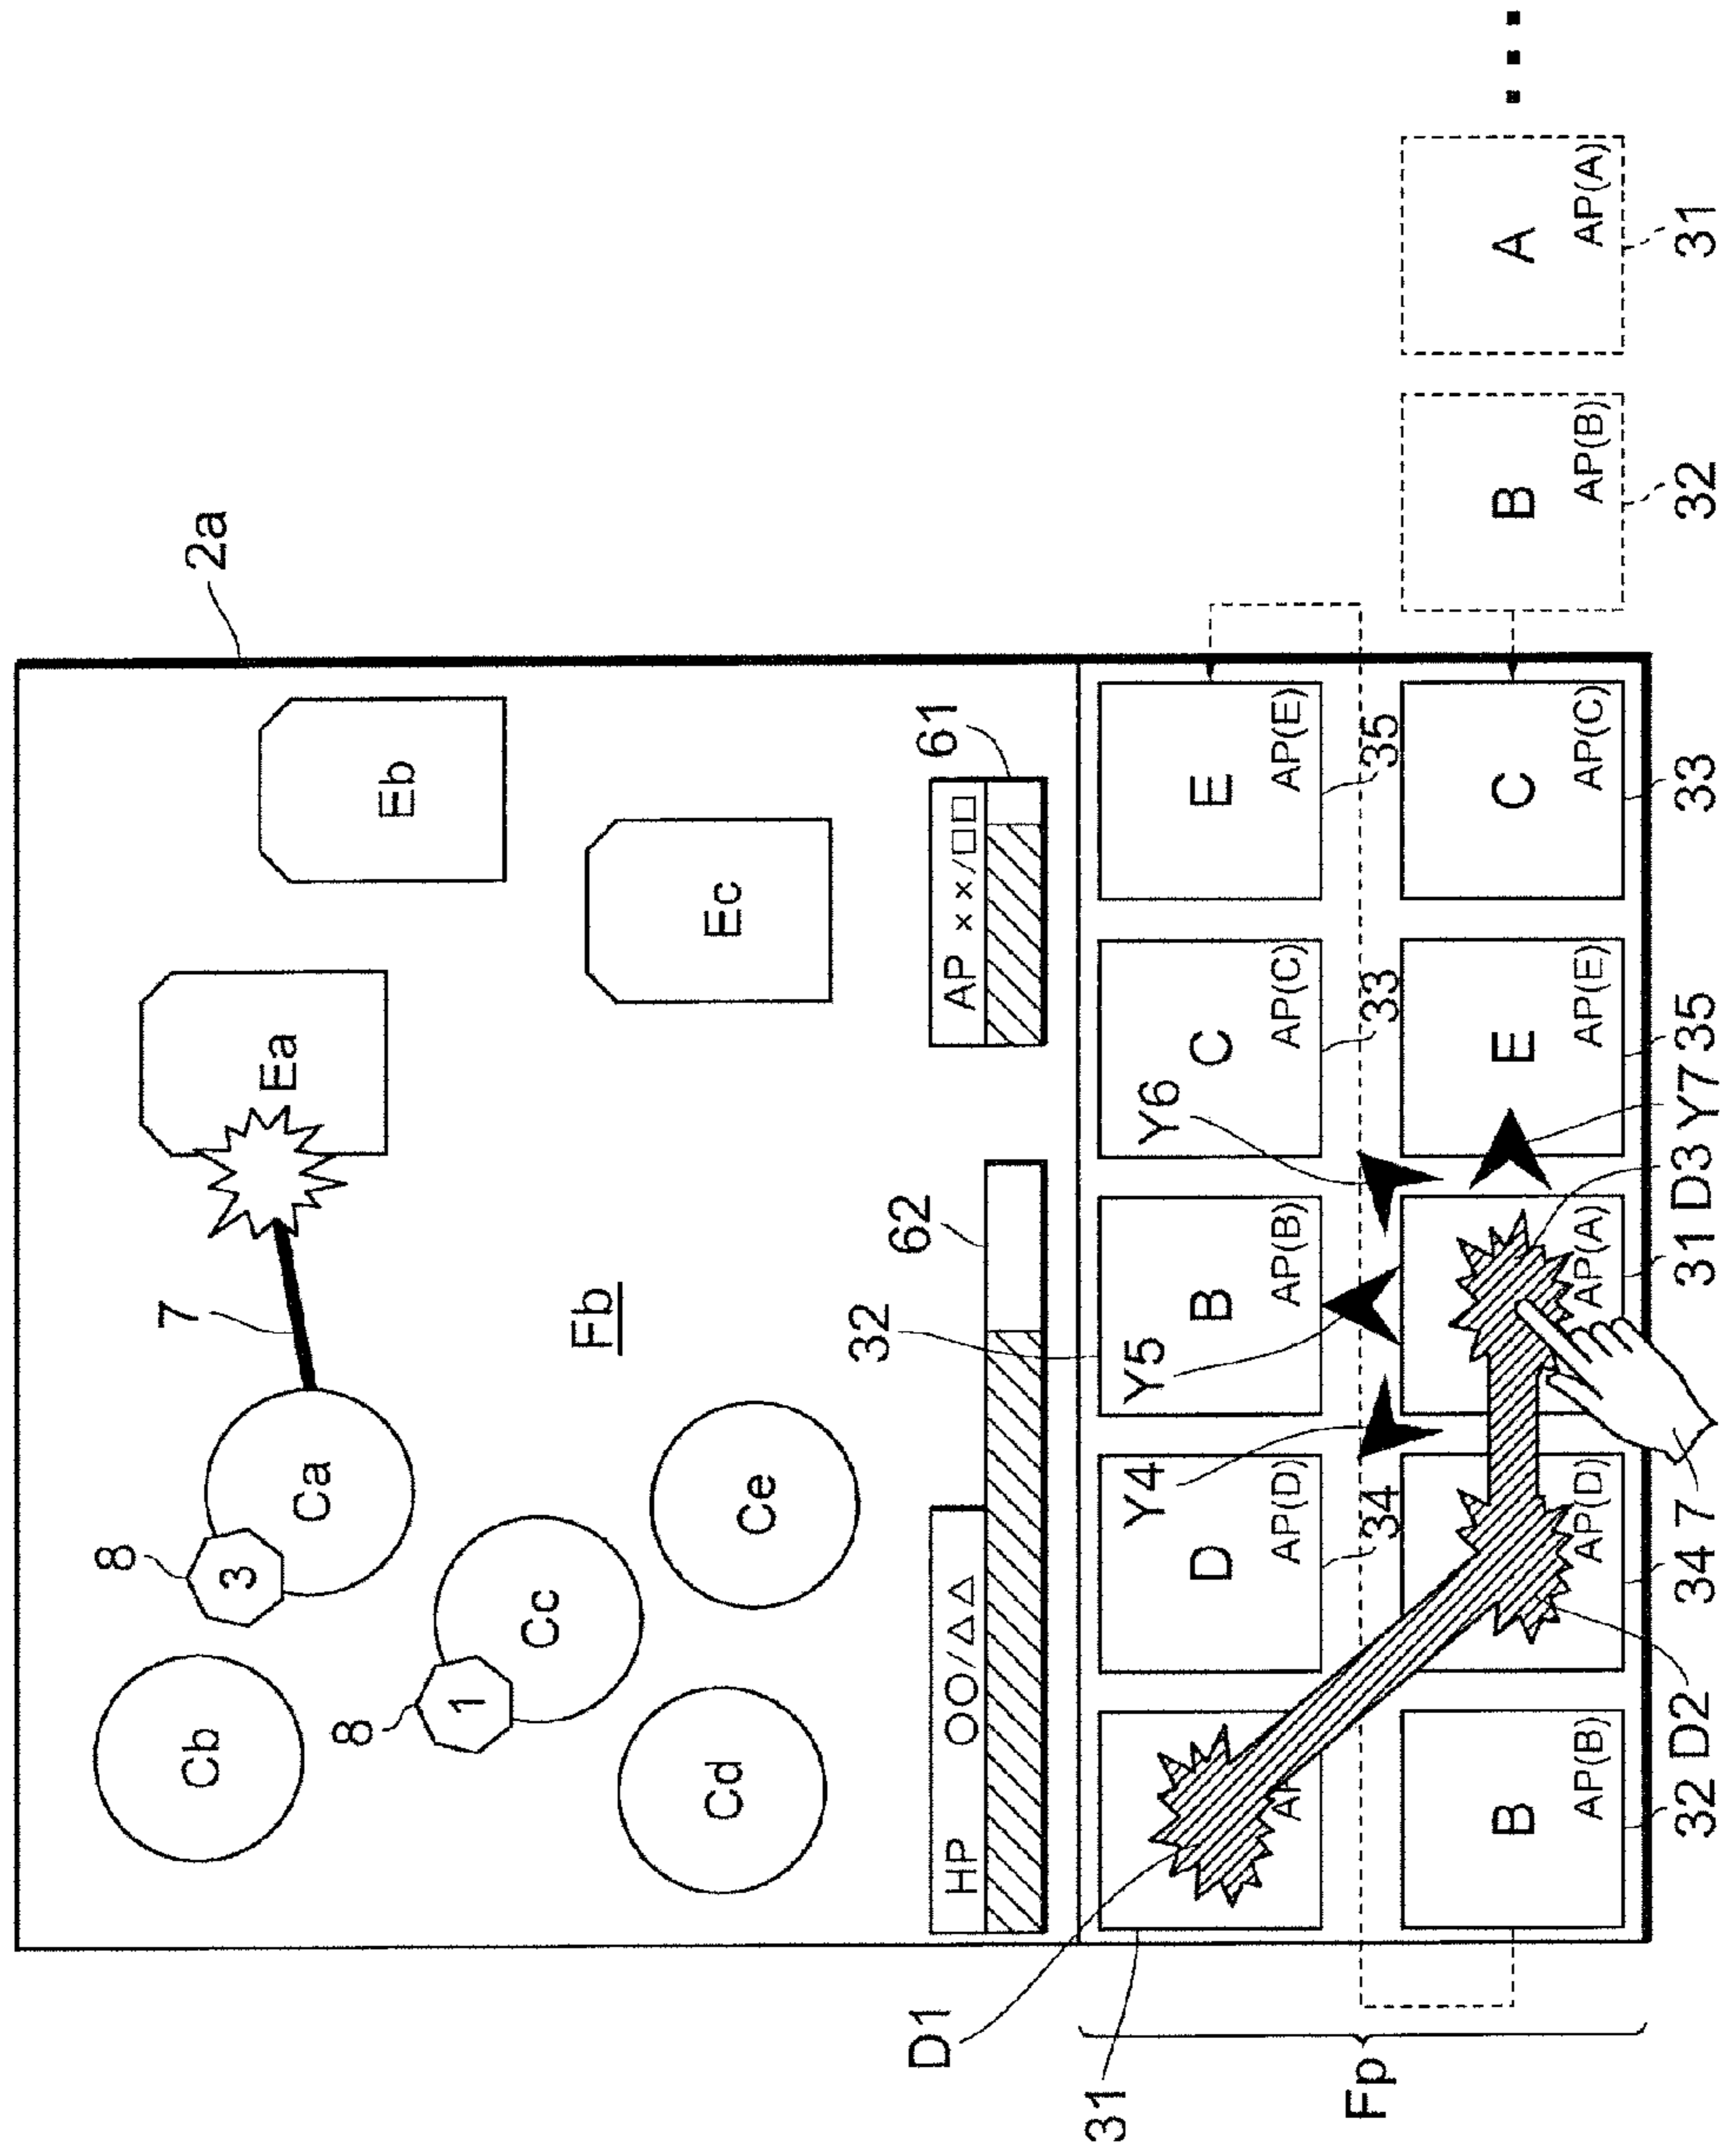 8
7
Cb
2a
3
Ea
Ca
8
Eb
1
Cc
Fb
Cd
Ec
Ce
32
62
D1
61
HP ○○/△△
AP ××/□□
31
Y4
Y5
Y6
D
B
C
E
AP
AP(D)
AP(B)
AP(C)
AP(E)
Fp
34
33
35
B
E
C
B
A
AP(B)
AP(D)
AP(A)
AP(E)
AP(C)
AP(B)
AP(A)
32
D2
34
7
31
D3
Y7
35
33
32
31